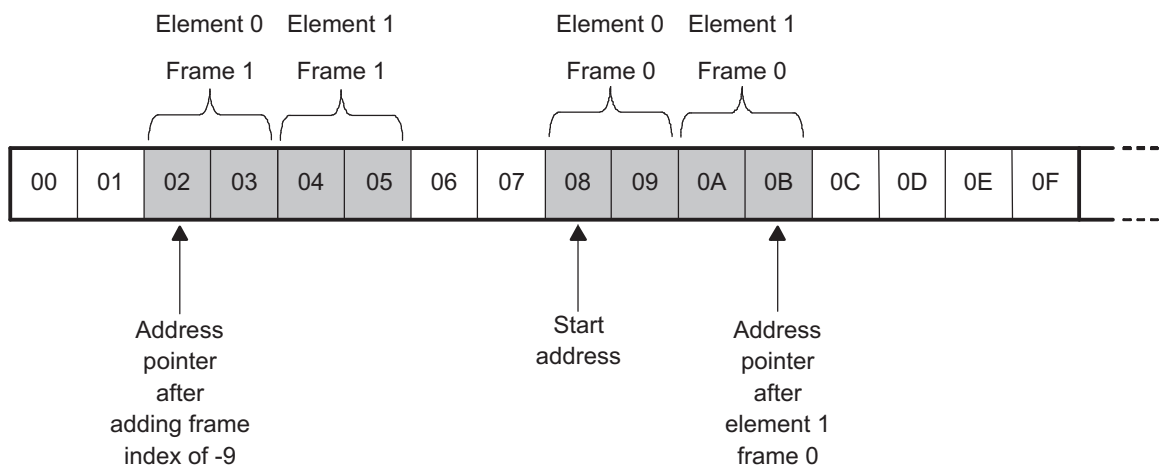 Element 0 Element 1 Element 0 Element 1
Frame 1 Frame 1 Frame 0 Frame 0
00 01 02 03 04 05 06 07 08 09 0A 0B 0C 0D 0E 0F
Address
pointer
after
adding frame
index of -9
Start
address
Address
pointer
after
element 1
frame 0